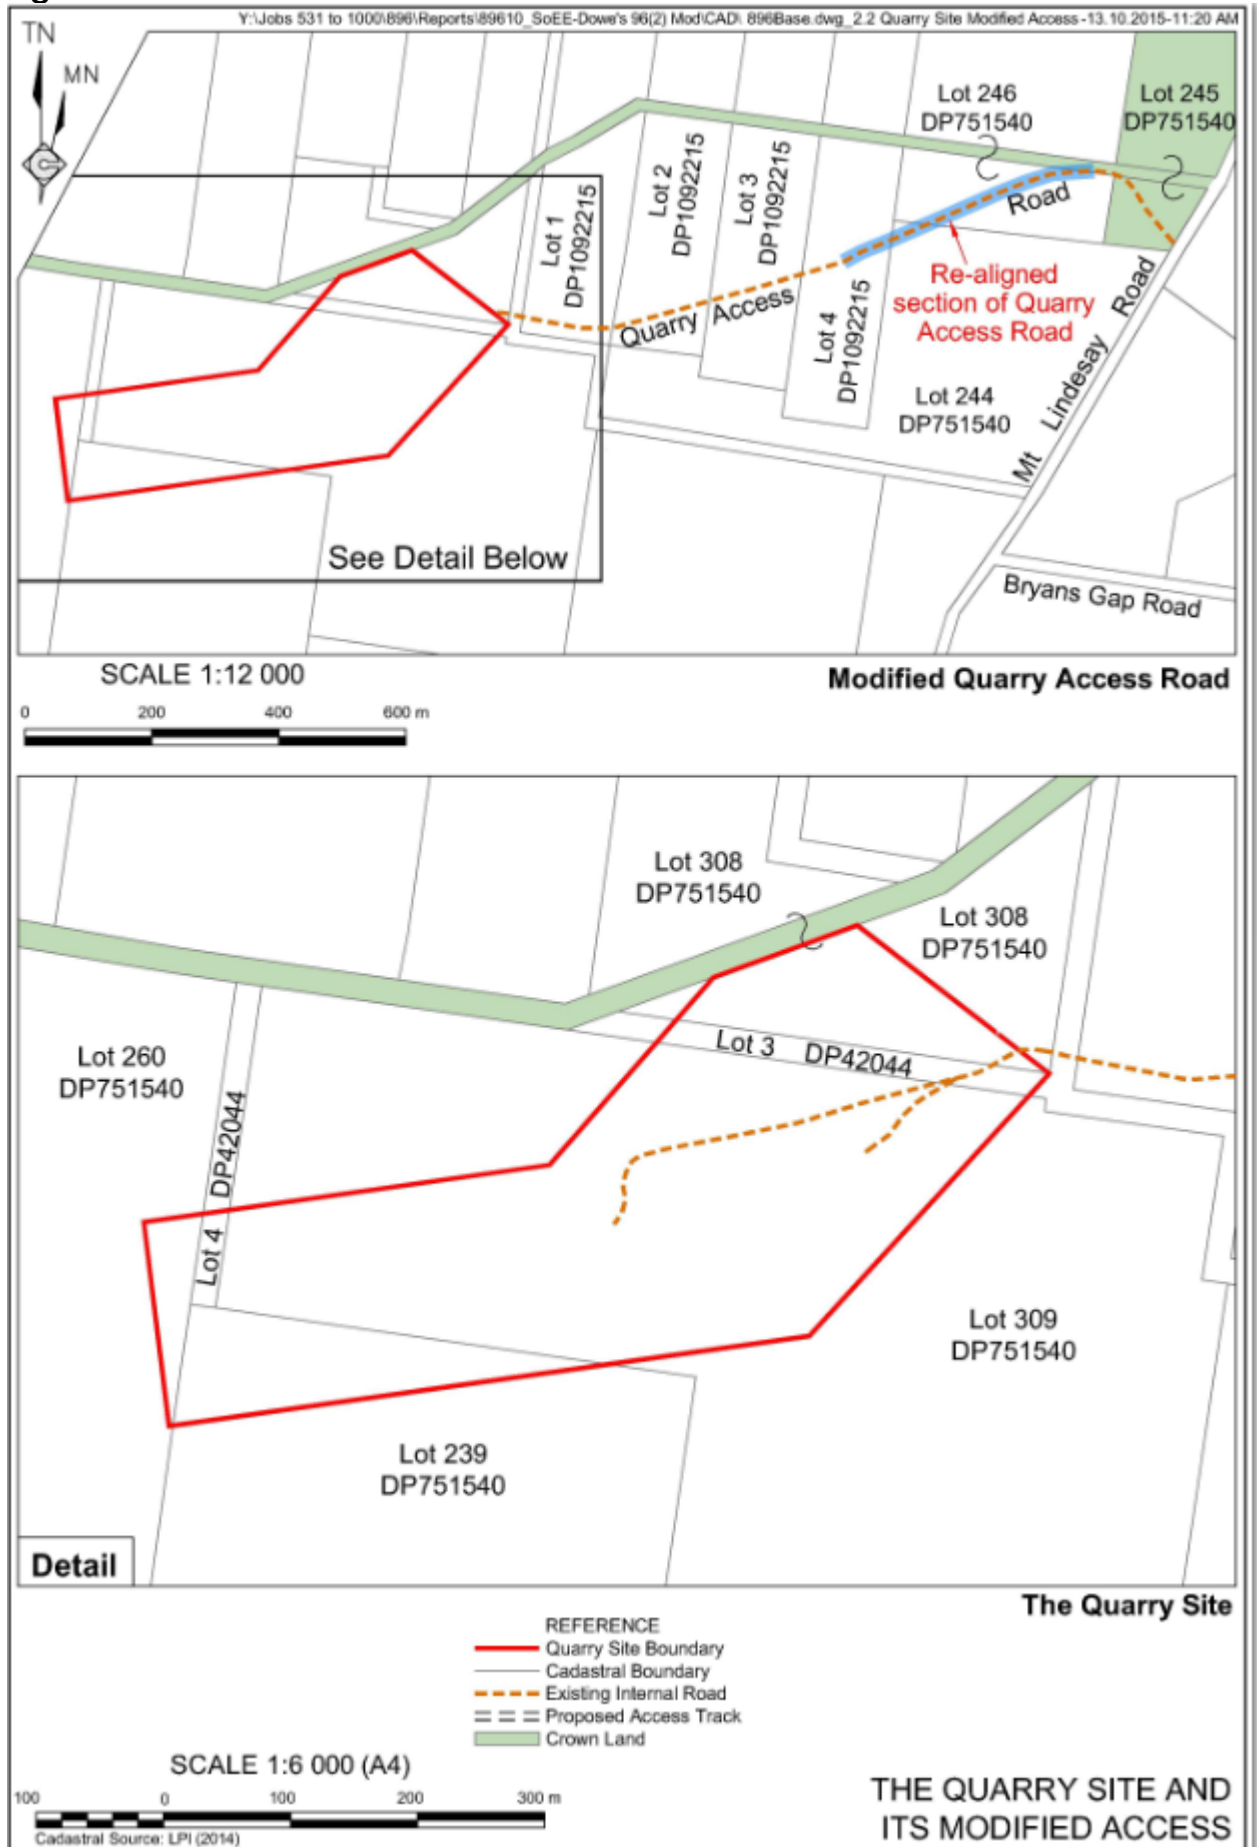 Y:\Jobs 531 to 1000\896\Reports\89610_SoEE-Dowe's 96(2) Mod\CAD\ 896Base.dwg_2.2 Quarry Site Modified Access -13.10.2015-11:20 AM
TN
MN
Lot 246
DP751540
Lot 245
DP751540
Lot 1
DP1092215
Lot 2
DP1092215
Lot 3
DP1092215
Lot 4
DP1092215
Quarry Access Road
Re-aligned
section of Quarry
Access Road
Mt Lindesay Road
Lot 244
DP751540
See Detail Below
Bryans Gap Road
SCALE 1:12 000
Modified Quarry Access Road
0 200 400 600 m
Lot 308
DP751540
Lot 308
DP751540
Lot 3 DP42044
Lot 260
DP751540
Lot 4 DP42044
Lot 309
DP751540
Lot 239
DP751540
Detail
The Quarry Site
REFERENCE
Quarry Site Boundary
Cadastral Boundary
Existing Internal Road
Proposed Access Track
Crown Land
SCALE 1:6 000 (A4)
100 0 100 200 300 m
Cadastral Source: LPI (2014)
THE QUARRY SITE AND
ITS MODIFIED ACCESS